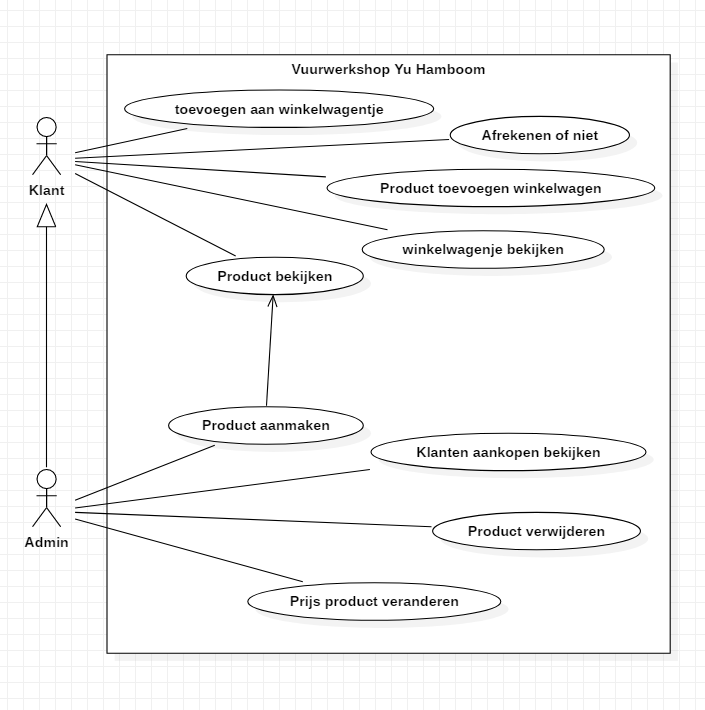 Vuurwerkshop Yu Hamboom
toevoegen aan winkelwagentje
Afrekenen of niet
Klant
Product toevoegen winkelwagen
winkelwagenje bekijken
Product bekijken
Product aanmaken
Klanten aankopen bekijken
Product verwijderen
Admin
Prijs product veranderen